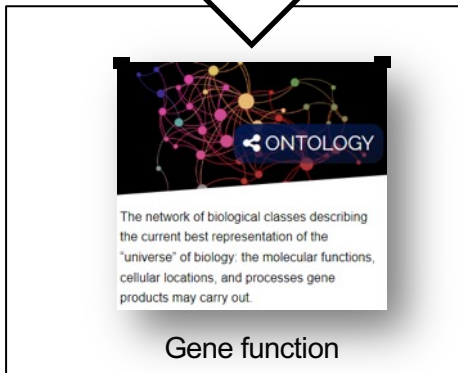 ONTOLOGY
The network of biological classes describing
the current best representation of the
“universe” of biology: the molecular functions,
cellular locations, and processes gene
products may carry out.
Gene function